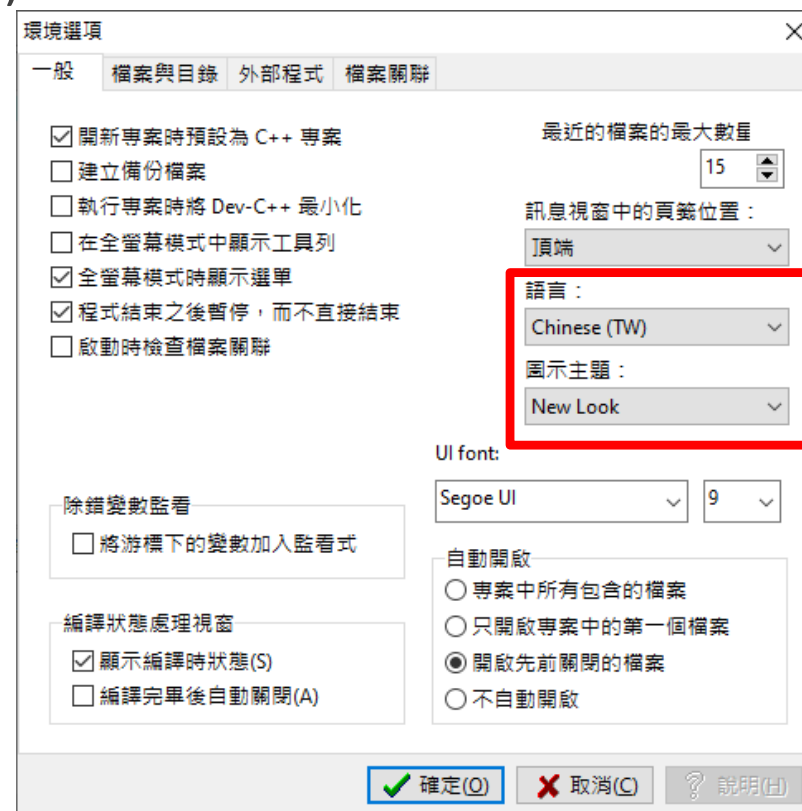 環境選項
一般 檔案與目錄 外部程式 檔案關聯
開新專案時預設為 C++ 專案
建立備份檔案
執行專案時將 Dev-C++ 最小化
在全螢幕模式中顯示工具列
全螢幕模式時顯示選單
程式結束之後暫停，而不直接結束
啟動時檢查檔案關聯
最近的檔案的最大數量
15
訊息視窗中的頁籤位置：
頂端
語言：
Chinese (TW)
圖示主題：
New Look
UI font:
Segoe UI 9
除錯變數監看
將游標下的變數加入監看式
編譯狀態處理視窗
顯示編譯時狀態(S)
編譯完畢後自動關閉(A)
自動開啟
專案中所有包含的檔案
只開啟專案中的第一個檔案
開啟先前關閉的檔案
不自動開啟
確定(O) 取消(C) 說明(H)